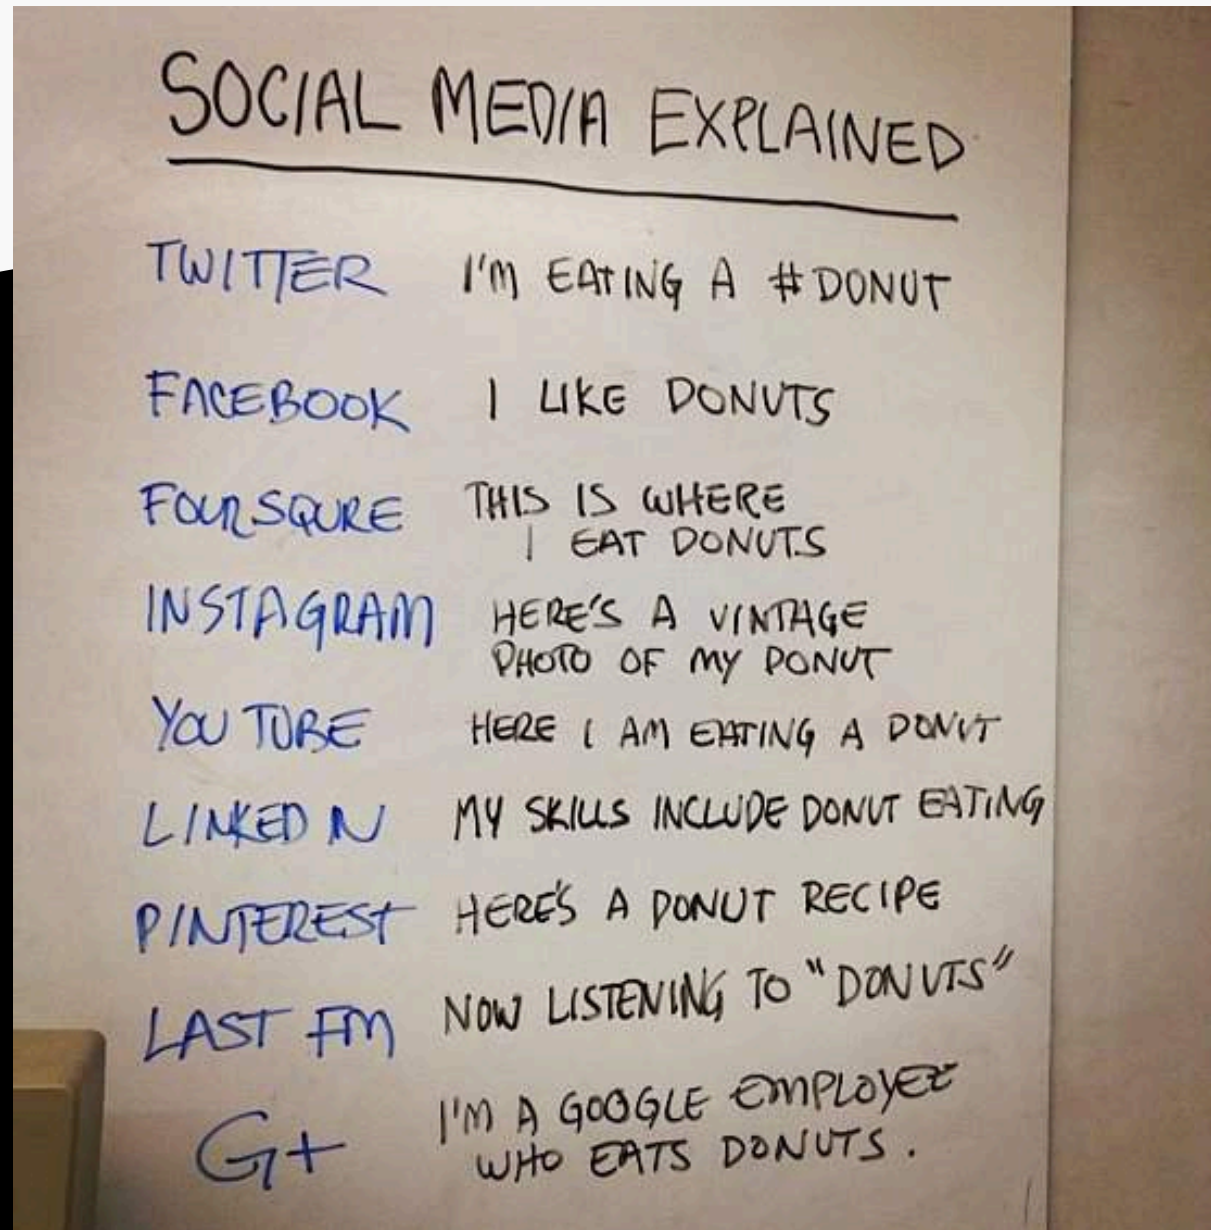 SOCIAL MEDIA EXPLAINED
TWITTER I'M EATING A #DONUT
FACEBOOK I LIKE DONUTS
FOURSQURE THIS IS WHERE
I EAT DONUTS
INSTAGRAM HERE'S A VINTAGE
PHOTO OF MY DONUT
YOU TUBE HERE I AM EATING A DONUT
LINKED IN MY SKILLS INCLUDE DONUT EATING
PINTEREST HERE'S A DONUT RECIPE
LAST FM NOW LISTENING TO "DONUTS"
G+ I'M A GOOGLE EMPLOYEE
WHO EATS DONUTS.